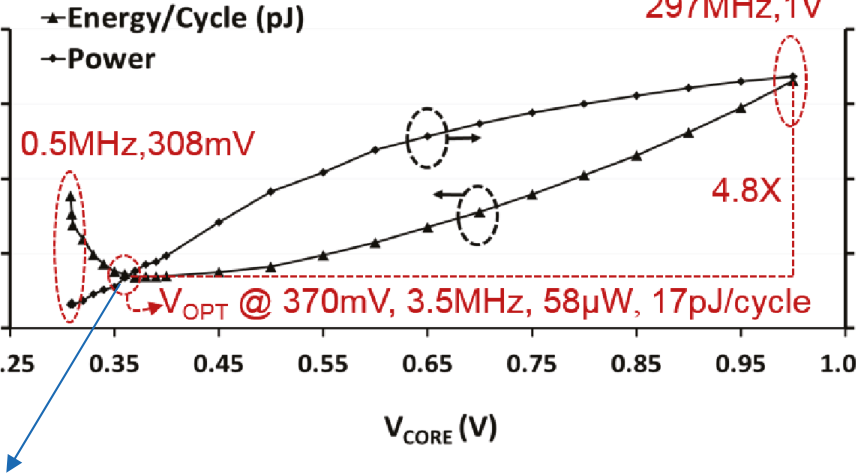 Energy/Cycle (pJ)
Power
297MHz,1V
0.5MHz,308mV
4.8X
VOPT @ 370mV, 3.5MHz, 58µW, 17pJ/cycle
.25 0.35 0.45 0.55 0.65 0.75 0.85 0.95 1.0
VCORE (V)